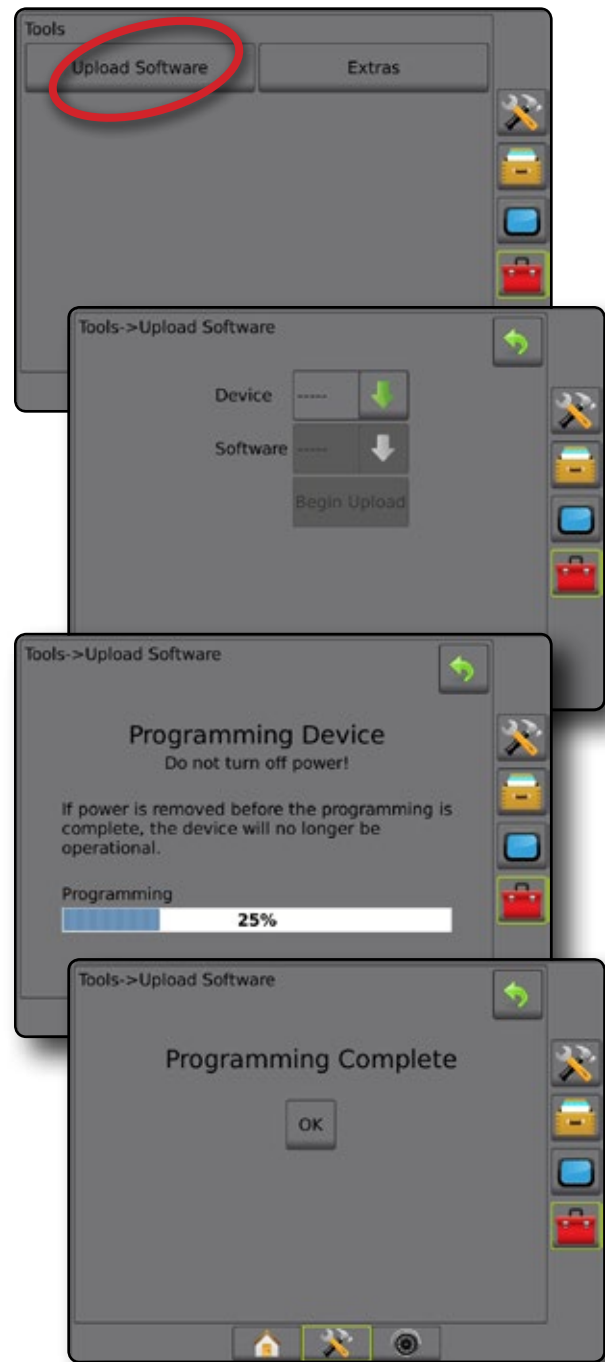 Tools
Upload Software
Extras
Tools->Upload Software
Device
-----
Software
-----
Begin Upload
Tools->Upload Software
Programming Device
Do not turn off power!
If power is removed before the programming is
complete, the device will no longer be
operational.
Programming
25%
Tools->Upload Software
Programming Complete
OK